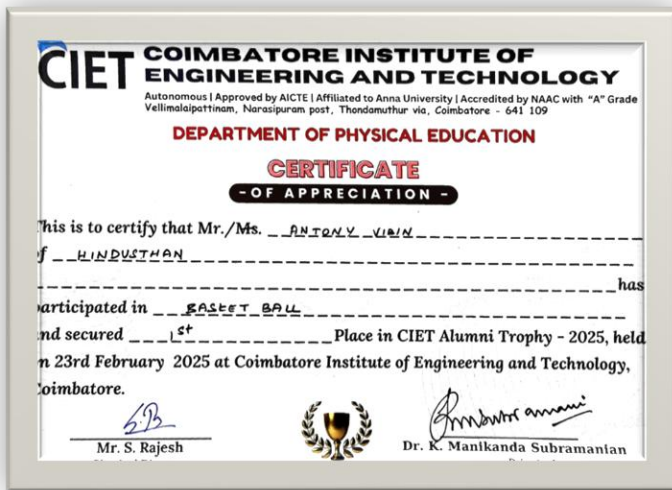 CIET COIMBATORE INSTITUTE OF
ENGINEERING AND TECHNOLOGY
Autonomous | Approved by AICTE | Affiliated to Anna University | Accredited by NAAC with "A" Grade
Vellimalaipattinam, Narasipuram post, Thondamuthur via, Coimbatore - 641 109
DEPARTMENT OF PHYSICAL EDUCATION
CERTIFICATE
- OF APPRECIATION -
This is to certify that Mr./Ms. ANTONY
of HINDUSTHAN
has
participated in BASKET BALL
and secured 1st Place in CIET Alumni Trophy - 2025, held
on 23rd February 2025 at Coimbatore Institute of Engineering and Technology,
Coimbatore.
S.B
Mr. S. Rajesh
Dr. K. Manikanda Subramanian